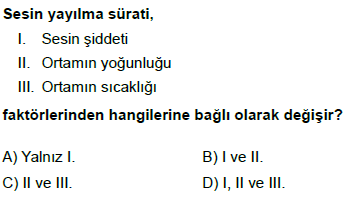 Sesin yayılma sürati,
I. Sesin şiddeti
II. Ortamın yoğunluğu
III. Ortamın sıcaklığı
faktörlerinden hangilerine bağlı olarak değişir?
A) Yalnız I.
B) I ve II.
C) II ve III.
D) I, II ve III.